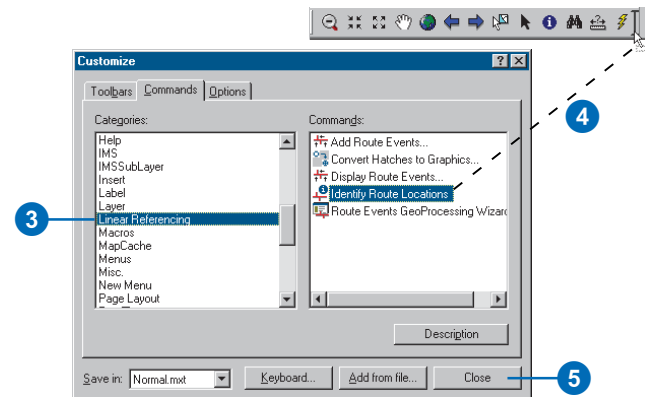 Customize
Toolbars
Commands
Options
Categories:
Help
IMS
IMSSubLayer
Insert
Label
Layer
Linear Referencing
Macros
MapCache
Menus
Misc.
New Menu
Page Layout
Commands:
Add Route Events...
Convert Hatches to Graphics...
Display Route Events...
Identify Route Locations
Route Events GeoProcessing Wizar
Description
Save in:
Normal.mxt
Keyboard...
Add from file...
Close
3
4
5